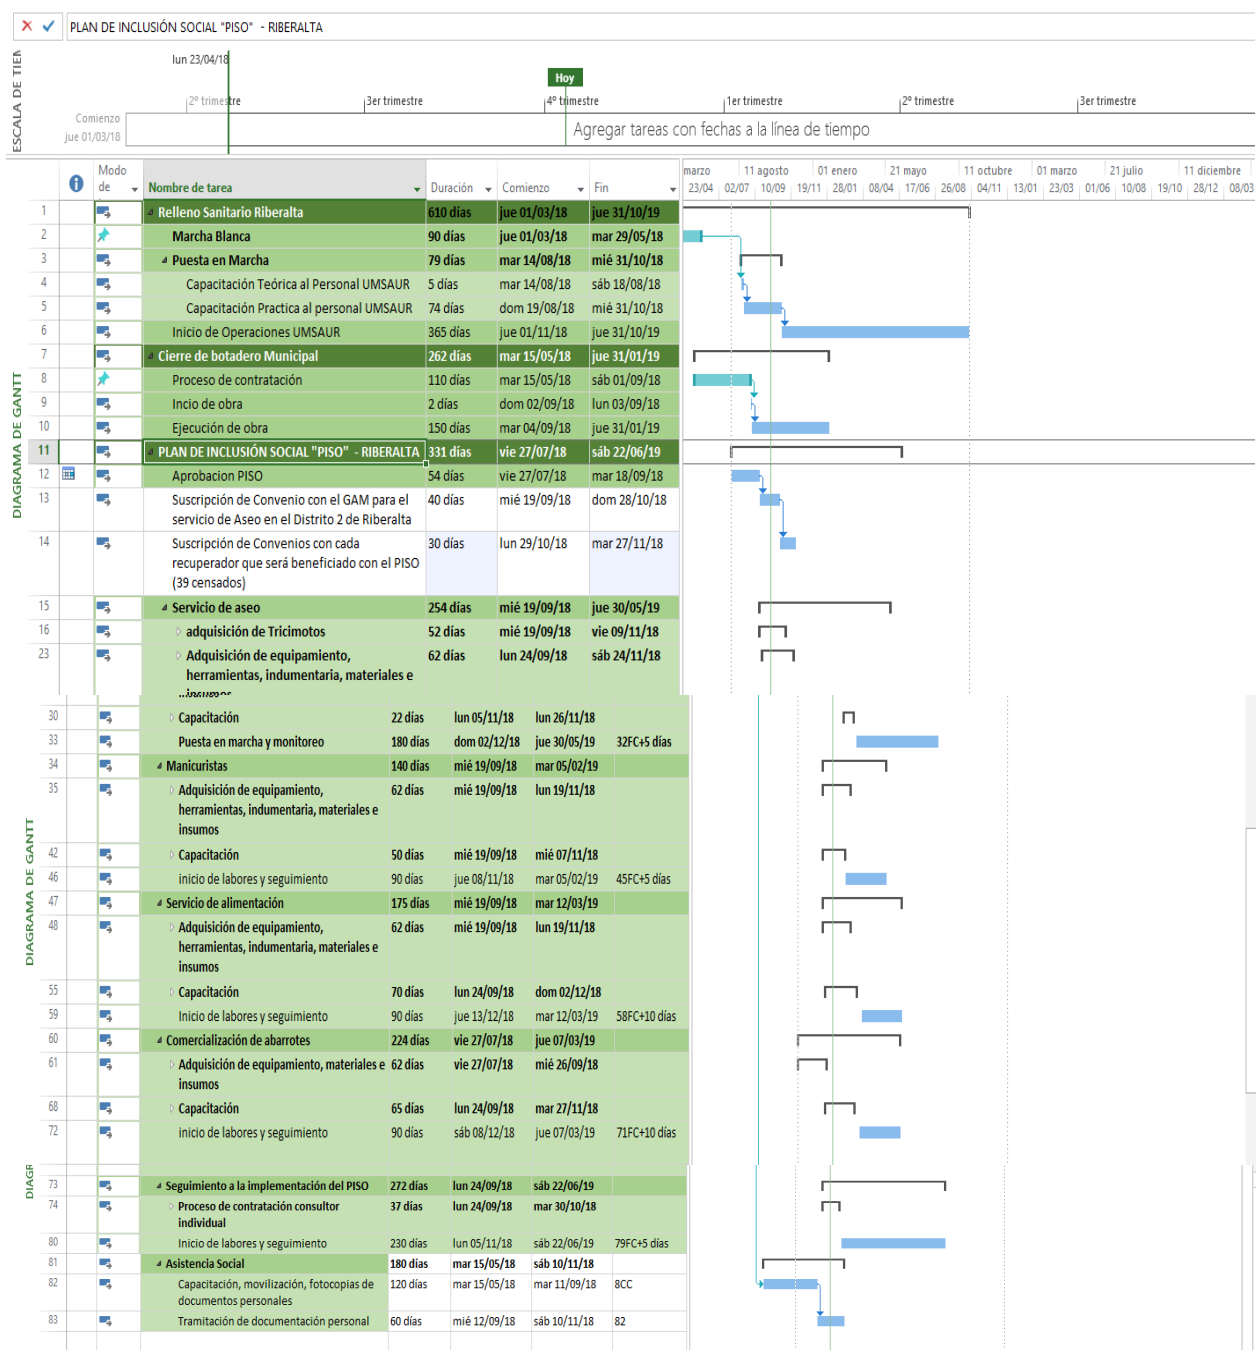 PLAN DE INCLUSIÓN SOCIAL "PISO" - RIBERALTA
ESCALA DE TIEN
lun 23/04/18
Hoy
2º trimestre 3er trimestre 4º trimestre 1er trimestre 2º trimestre 3er trimestre
Comienzo
jue 01/03/18
Agregar tareas con fechas a la línea de tiempo
Modo de Nombre de tarea Duración Comienzo Fin
marzo 11 agosto 01 enero 21 mayo 11 octubre 01 marzo 21 julio 11 diciembre
23/04 02/07 10/09 19/11 28/01 08/04 17/06 26/08 04/11 13/01 23/03 01/06 10/08 19/10 28/12 08/03
DIAGRAMA DE GANTT
1 Relleno Sanitario Riberalta 610 días jue 01/03/18 jue 31/10/19
2 Marcha Blanca 90 días jue 01/03/18 mar 29/05/18
3 Puesta en Marcha 79 días mar 14/08/18 mié 31/10/18
4 Capacitación Teórica al Personal UMSAUR 5 días mar 14/08/18 sáb 18/08/18
5 Capacitación Practica al personal UMSAUR 74 días dom 19/08/18 mié 31/10/18
6 Inicio de Operaciones UMSAUR 365 días jue 01/11/18 jue 31/10/19
7 Cierre de botadero Municipal 262 días mar 15/05/18 jue 31/01/19
8 Proceso de contratación 110 días mar 15/05/18 sáb 01/09/18
9 Incio de obra 2 días dom 02/09/18 lun 03/09/18
10 Ejecución de obra 150 días mar 04/09/18 jue 31/01/19
11 PLAN DE INCLUSIÓN SOCIAL "PISO" - RIBERALTA 331 días vie 27/07/18 sáb 22/06/19
12 Aprobacion PISO 54 días vie 27/07/18 mar 18/09/18
13 Suscripción de Convenio con el GAM para el 40 días mié 19/09/18 dom 28/10/18
servicio de Aseo en el Distrito 2 de Riberalta
14 Suscripción de Convenios con cada 30 días lun 29/10/18 mar 27/11/18
recuperador que será beneficiado con el PISO
(39 censados)
15 Servicio de aseo 254 días mié 19/09/18 jue 30/05/19
16 adquisición de Tricimotos 52 días mié 19/09/18 vie 09/11/18
23 Adquisición de equipamiento, 62 días lun 24/09/18 sáb 24/11/18
herramientas, indumentaria, materiales e
insumos
DIAGRAMA DE GANTT
30 Capacitación 22 días lun 05/11/18 lun 26/11/18
33 Puesta en marcha y monitoreo 180 días dom 02/12/18 jue 30/05/19 32FC+5 días
34 Manicuristas 140 días mié 19/09/18 mar 05/02/19
35 Adquisición de equipamiento, 62 días mié 19/09/18 lun 19/11/18
herramientas, indumentaria, materiales e
insumos
42 Capacitación 50 días mié 19/09/18 mié 07/11/18
46 inicio de labores y seguimiento 90 días jue 08/11/18 mar 05/02/19 45FC+5 días
47 Servicio de alimentación 175 días mié 19/09/18 mar 12/03/19
48 Adquisición de equipamiento, 62 días mié 19/09/18 lun 19/11/18
herramientas, indumentaria, materiales e
insumos
55 Capacitación 70 días lun 24/09/18 dom 02/12/18
59 Inicio de labores y seguimiento 90 días jue 13/12/18 mar 12/03/19 58FC+10 días
60 Comercialización de abarrotes 224 días vie 27/07/18 jue 07/03/19
61 Adquisición de equipamiento, materiales e 62 días vie 27/07/18 mié 26/09/18
insumos
68 Capacitación 65 días lun 24/09/18 mar 27/11/18
72 inicio de labores y seguimiento 90 días sáb 08/12/18 jue 07/03/19 71FC+10 días
DIAGR
73 Seguimiento a la implementación del PISO 272 días lun 24/09/18 sáb 22/06/19
74 Proceso de contratación consultor 37 días lun 24/09/18 mar 30/10/18
individual
80 Inicio de labores y seguimiento 230 días lun 05/11/18 sáb 22/06/19 79FC+5 días
81 Asistencia Social 180 días mar 15/05/18 sáb 10/11/18
82 Capacitación, movilización, fotocopias de 120 días mar 15/05/18 mar 11/09/18 8CC
documentos personales
83 Tramitación de documentación personal 60 días mié 12/09/18 sáb 10/11/18 82